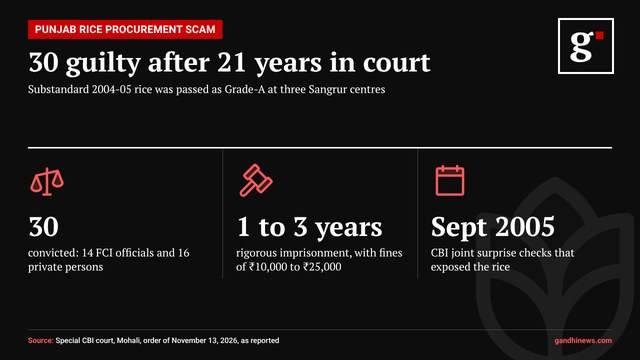 PUNJAB RICE PROCUREMENT SCAM
30 guilty after 21 years in court
Substandard 2004-05 rice was passed as Grade-A at three Sangrur centres
g
30
convicted: 14 FCI officials and 16
private persons
1 to 3 years
rigorous imprisonment, with fines
of ₹10,000 to ₹25,000
Sept 2005
CBI joint surprise checks that
exposed the rice
Source: Special CBI court, Mohali, order of November 13, 2026, as reported
gandhinews.com